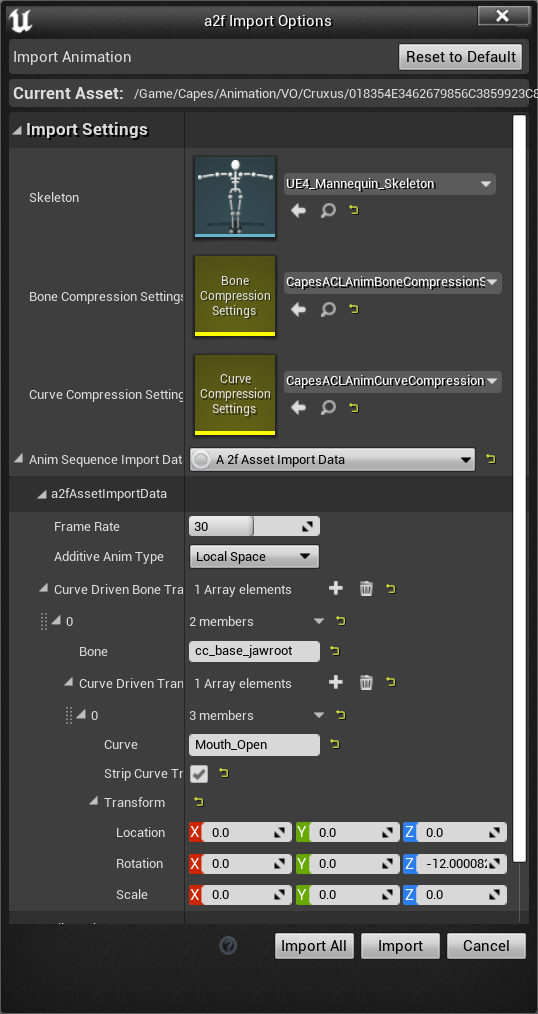 a2f Import Options
Import Animation
Reset to Default
Current Asset: /Game/Capes/Animation/VO/Cruxus/018354E3462679856C3859923C8
Import Settings
Skeleton
UE4_Mannequin_Skeleton
Bone Compression Settings
Bone
Compression
Settings
CapesACLAnimBoneCompressionS
Curve Compression Setting
Curve
Compression
Settings
CapesACLAnimCurveCompression
Anim Sequence Import Dat
A 2f Asset Import Data
a2fAssetImportData
Frame Rate 30
Additive Anim Type Local Space
Curve Driven Bone Tra 1 Array elements
0 2 members
Bone cc_base_jawroot
Curve Driven Tran 1 Array elements
0 3 members
Curve Mouth_Open
Strip Curve Tr
Transform
Location X 0.0 Y 0.0 Z 0.0
Rotation X 0.0 Y 0.0 Z -12.000082
Scale X 0.0 Y 0.0 Z 0.0
Import All Import Cancel